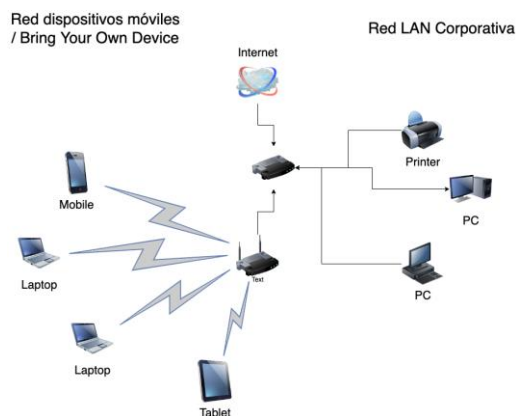 Red dispositivos móviles
/ Bring Your Own Device
Red LAN Corporativa
Internet
Printer
Mobile
PC
Laptop
Text
PC
Laptop
Tablet